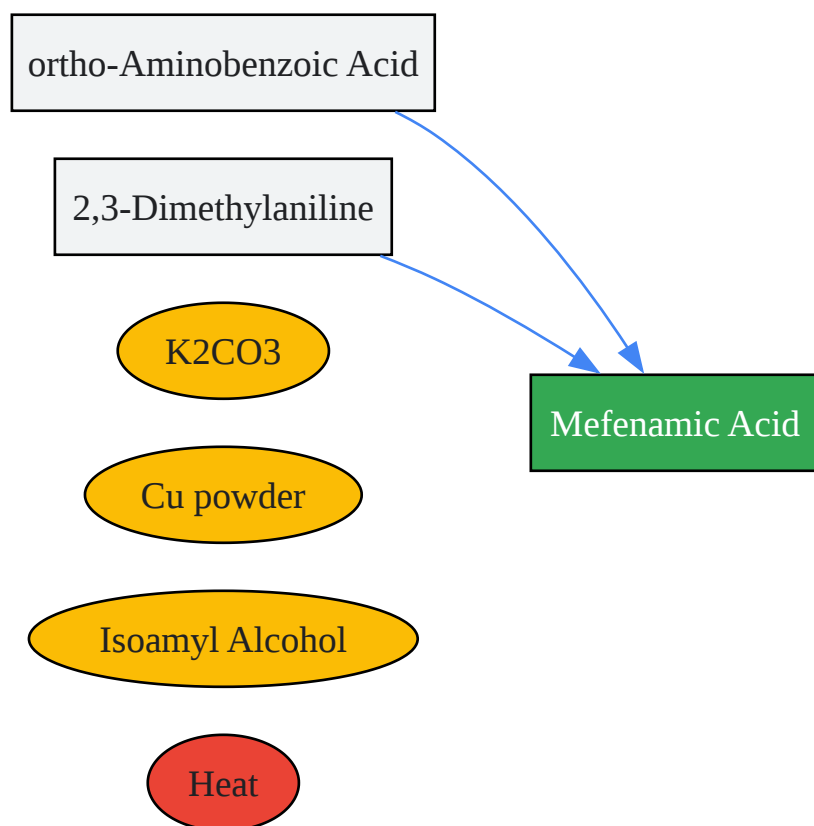 ortho-Aminobenzoic Acid
2,3-Dimethylaniline
K2CO3
Mefenamic Acid
Cu powder
Isoamyl Alcohol
Heat